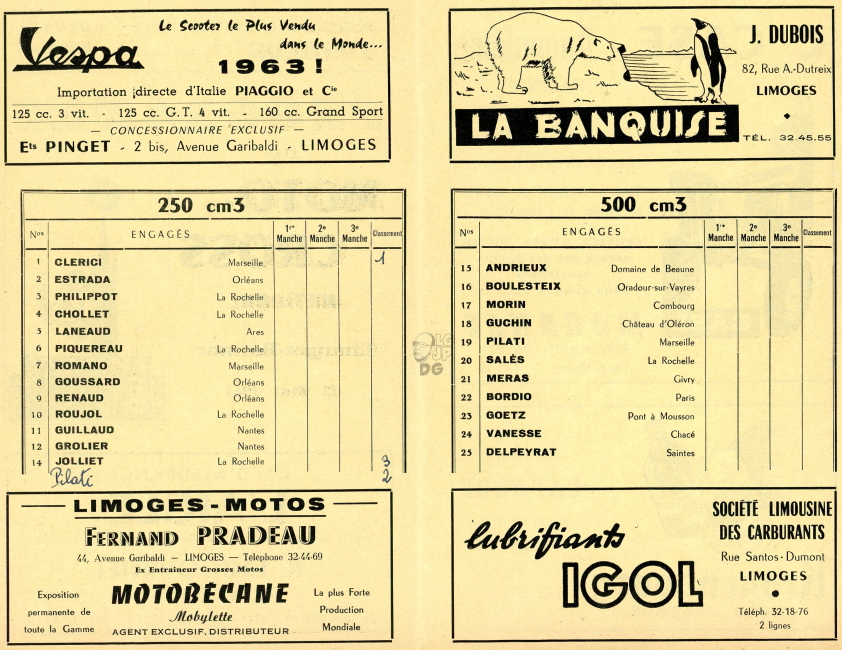 Vespa
Le Scooter le Plus Vendu
dans le Monde...
1963 !
Importation directe d'Italie PIAGGIO et Cie
125 cc. 3 vit. - 125 cc. G.T. 4 vit. - 160 cc. Grand Sport
— CONCESSIONNAIRE EXCLUSIF —
Ets PINGET - 2 bis, Avenue Garibaldi - LIMOGES
LA BANQUISE
J. DUBOIS
82, Rue A.-Dutreix
LIMOGES
TÉL. 32.45.55
250 cm3
Nos ENGAGÉS 1re Manche 2e Manche 3e Manche Classement
1 CLERICI Marseille 1
2 ESTRADA Orléans
3 PHILIPPOT La Rochelle
4 CHOLLET La Rochelle
5 LANEAUD Ares
6 PIQUEREAU La Rochelle
7 ROMANO Marseille
8 GOUSSARD Orléans
9 RENAUD Orléans
10 ROUJOL La Rochelle
11 GUILLAUD Nantes
12 GROLIER Nantes
14 JOLLIET La Rochelle 3
Pilati 2
500 cm3
Nos ENGAGÉS 1re Manche 2e Manche 3e Manche Classement
15 ANDRIEUX Domaine de Beaune
16 BOULESTEIX Oradour-sur-Vayres
17 MORIN Combourg
18 GUCHIN Château d'Oléron
19 PILATI Marseille
20 SALÈS La Rochelle
21 MERAS Givry
22 BORDIO Paris
23 GOETZ Pont à Mousson
24 VANESSE Chacé
25 DELPEYRAT Saintes
DG
LIMOGES-MOTOS
FERNAND PRADEAU
44, Avenue Garibaldi — LIMOGES — Téléphone 32-44-69
Ex Entraineur Grosses Motos
Exposition
permanente de
toute la Gamme
MOTOBÉCANE
Mobylette
AGENT EXCLUSIF, DISTRIBUTEUR
La plus Forte
Production
Mondiale
lubrifiants
IGOL
SOCIÉTÉ LIMOUSINE
DES CARBURANTS
Rue Santos-Dumont
LIMOGES
Téléph. 32-18-76
2 lignes